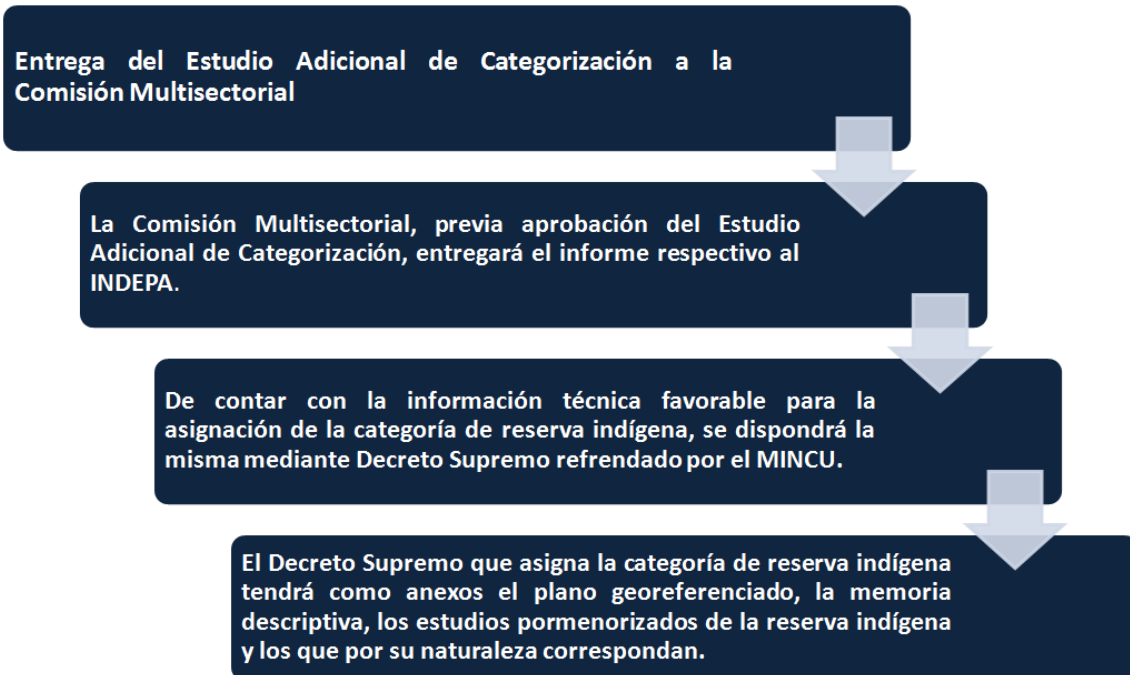 Entrega del Estudio Adicional de Categorización a la
Comisión Multisectorial
La Comisión Multisectorial, previa aprobación del Estudio
Adicional de Categorización, entregará el informe respectivo al
INDEPA.
De contar con la información técnica favorable para la
asignación de la categoría de reserva indígena, se dispondrá la
misma mediante Decreto Supremo refrendado por el MINCU.
El Decreto Supremo que asigna la categoría de reserva indígena
tendrá como anexos el plano georeferenciado, la memoria
descriptiva, los estudios pormenorizados de la reserva indígena
y los que por su naturaleza correspondan.